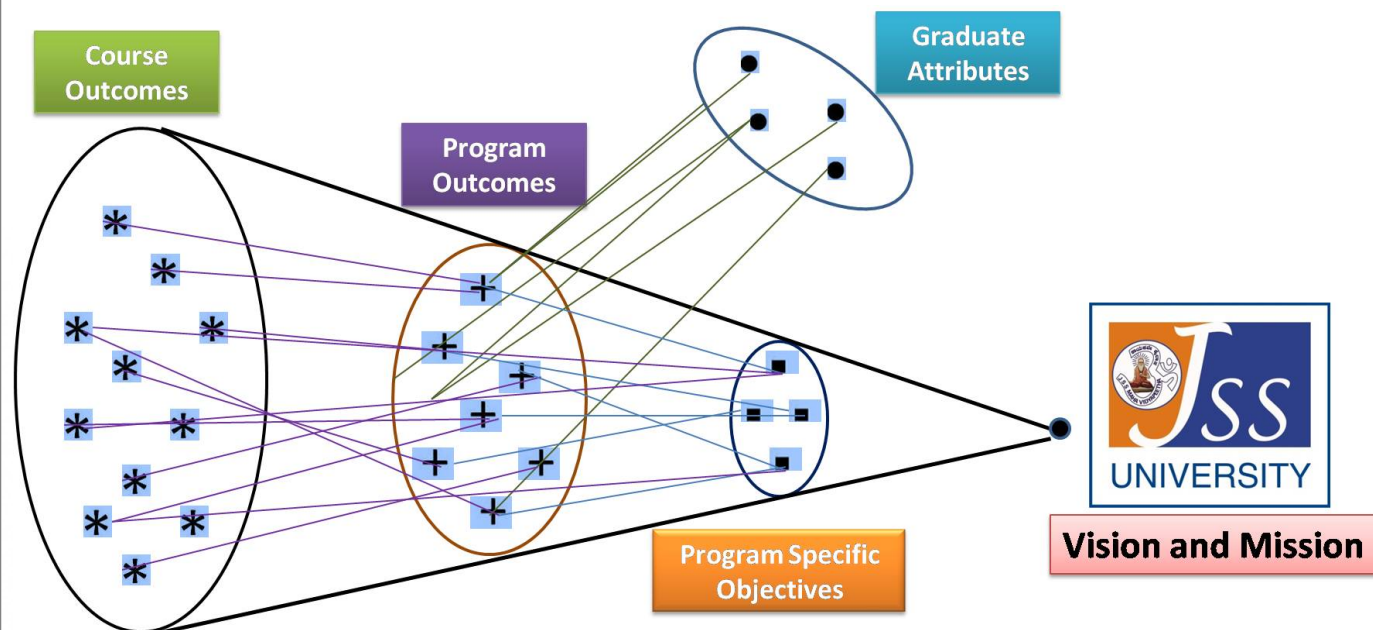 Course
Outcomes
Program
Outcomes
Graduate
Attributes
JSS
UNIVERSITY
Program Specific
Objectives
Vision and Mission